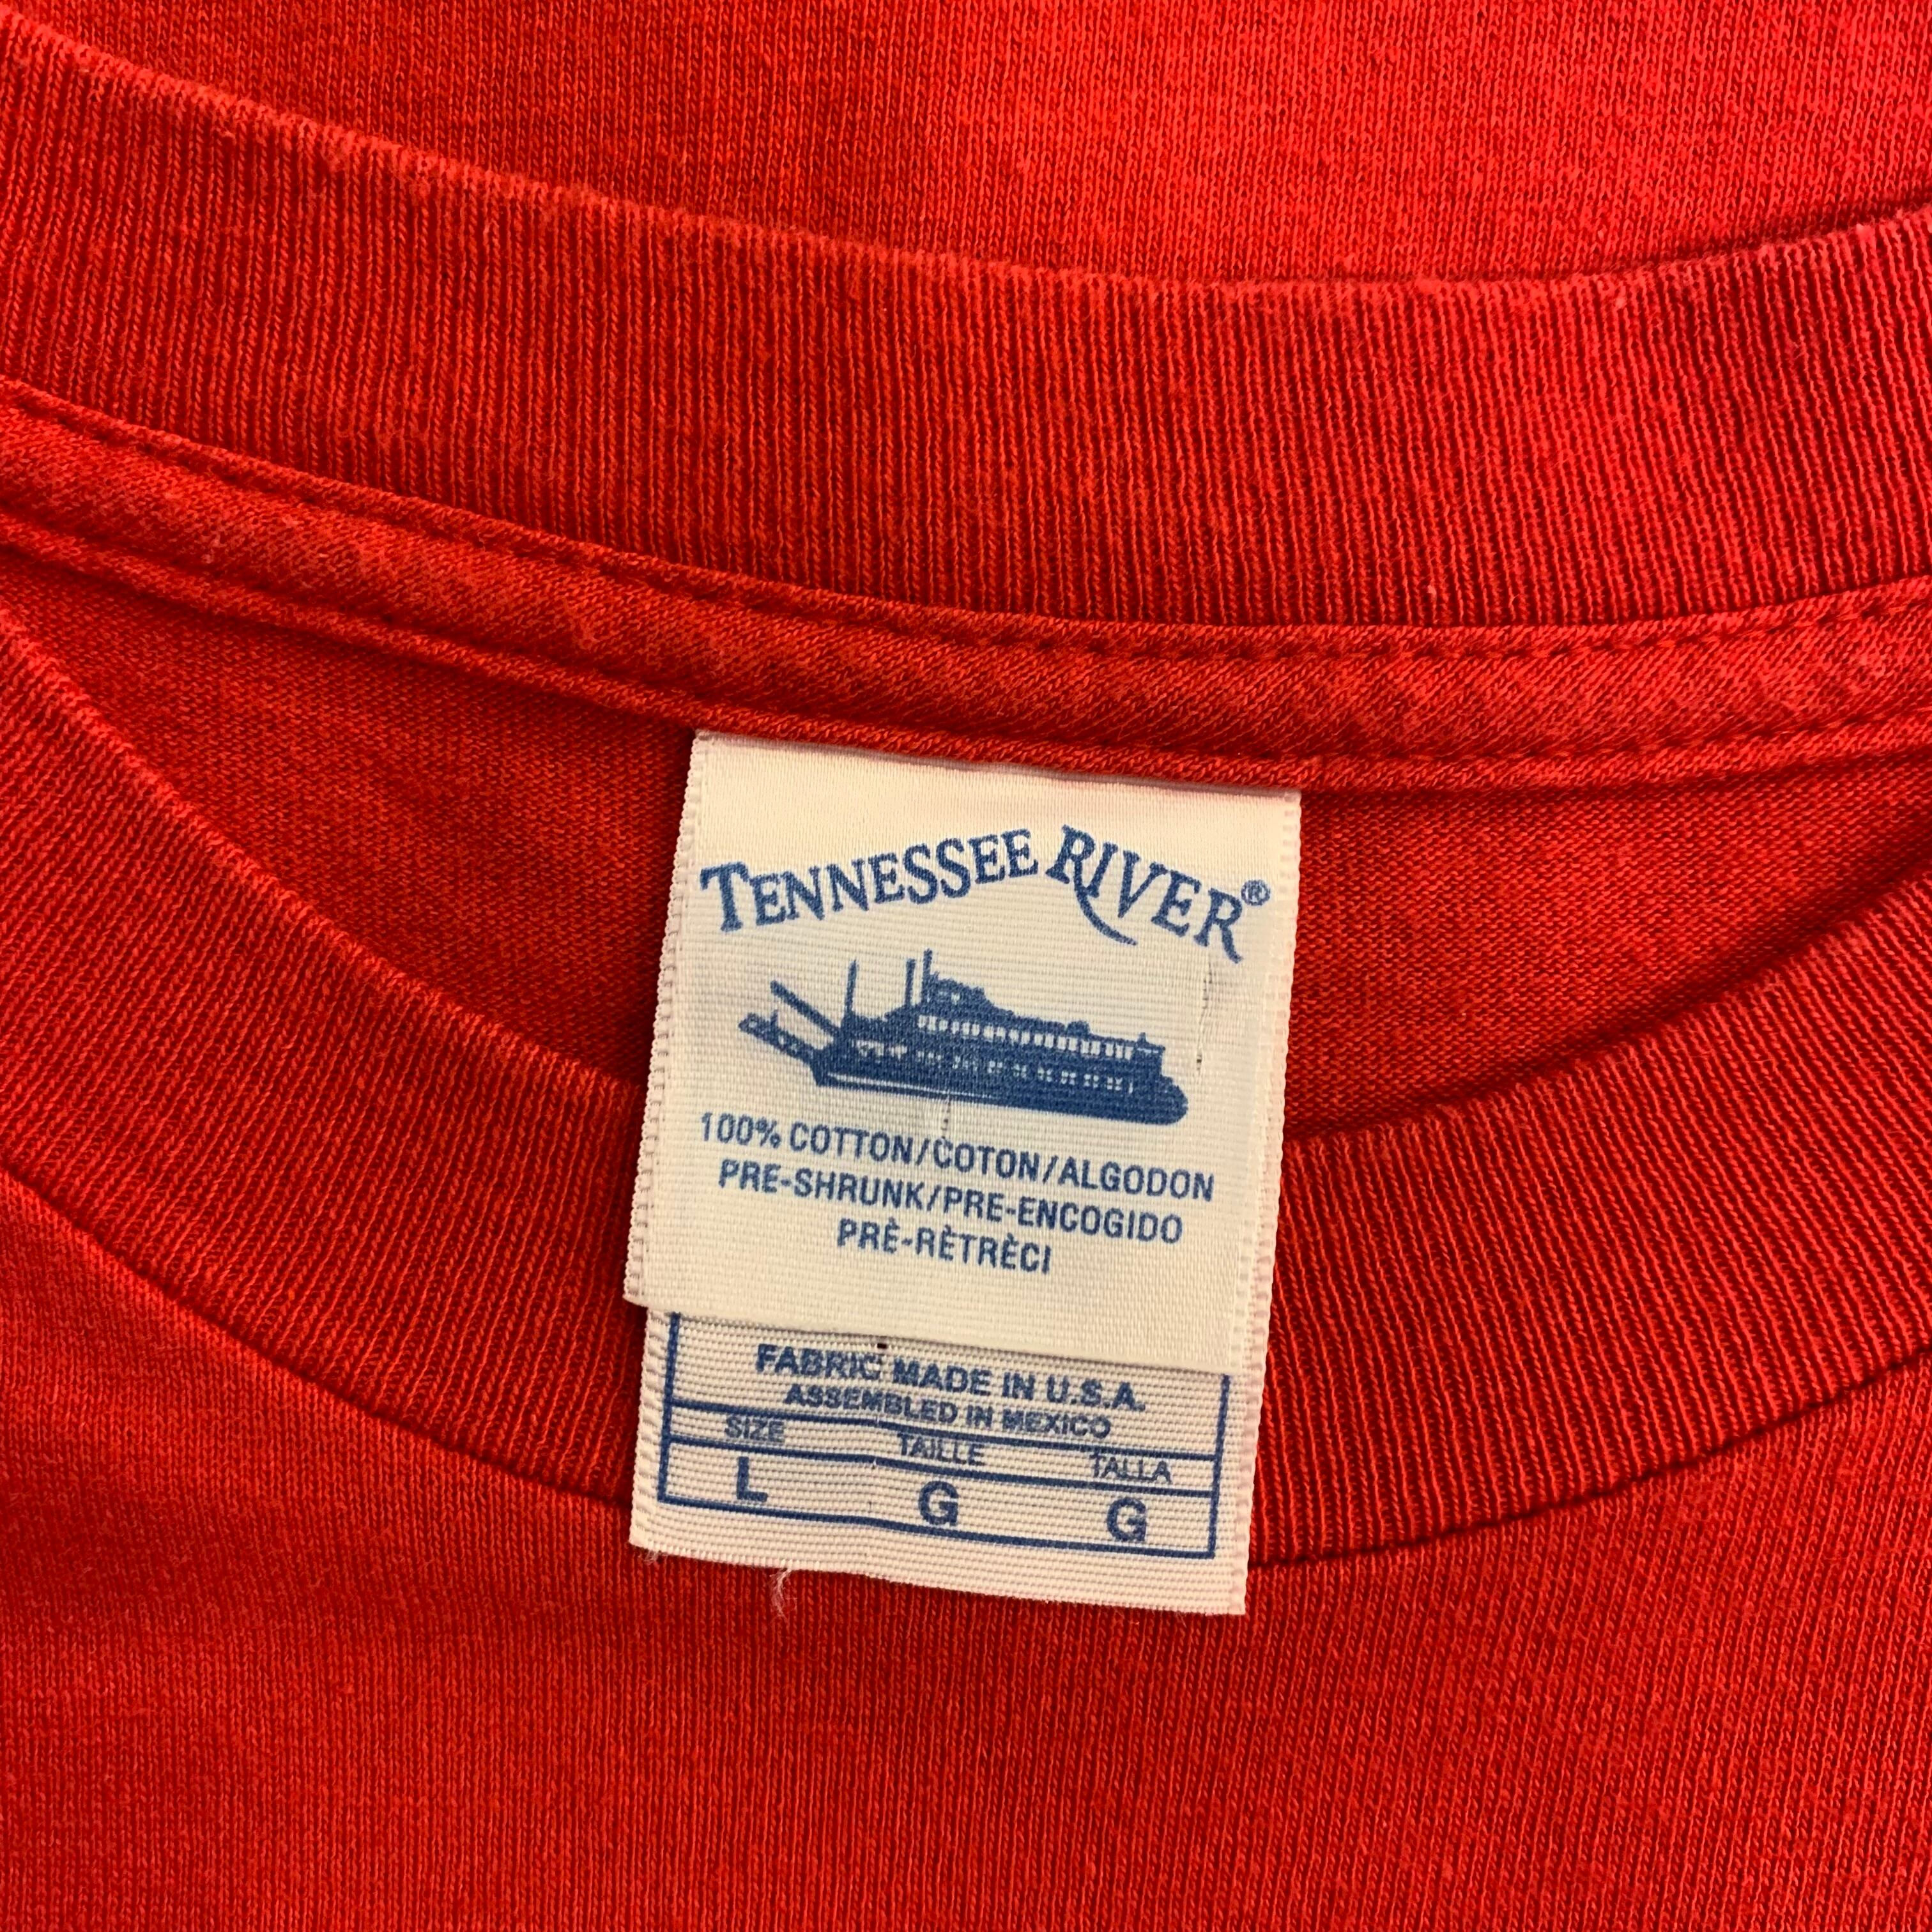 TENNESSEE RIVER®
100% COTTON/COTON/ALGODON
PRE-SHRUNK/PRE-ENCOGIDO
PRÈ-RÈTRÈCI
FABRIC MADE IN U.S.A.
ASSEMBLED IN MEXICO
SIZE TAILLE TALLA
L G G